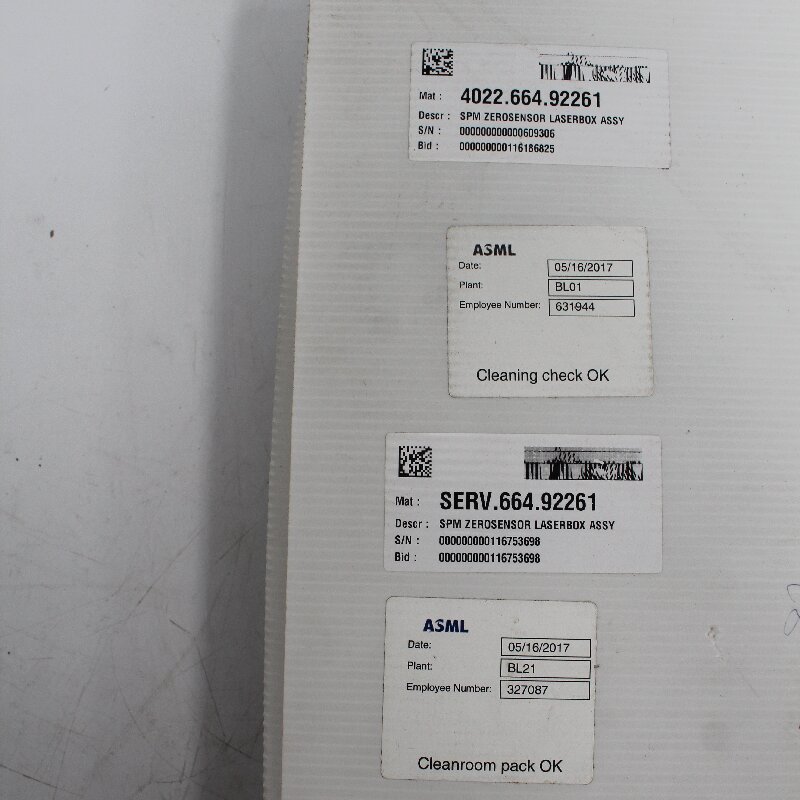 Mat : 4022.664.92261
Descr : SPM ZEROSENSOR LASERBOX ASSY
S/N : 000000000000609306
Bid : 000000000116186825
ASML
Date: 05/16/2017
Plant: BL01
Employee Number: 631944
Cleaning check OK
Mat : SERV.664.92261
Descr : SPM ZEROSENSOR LASERBOX ASSY
S/N : 000000000116753698
Bid : 000000000116753698
ASML
Date: 05/16/2017
Plant: BL21
Employee Number: 327087
Cleanroom pack OK